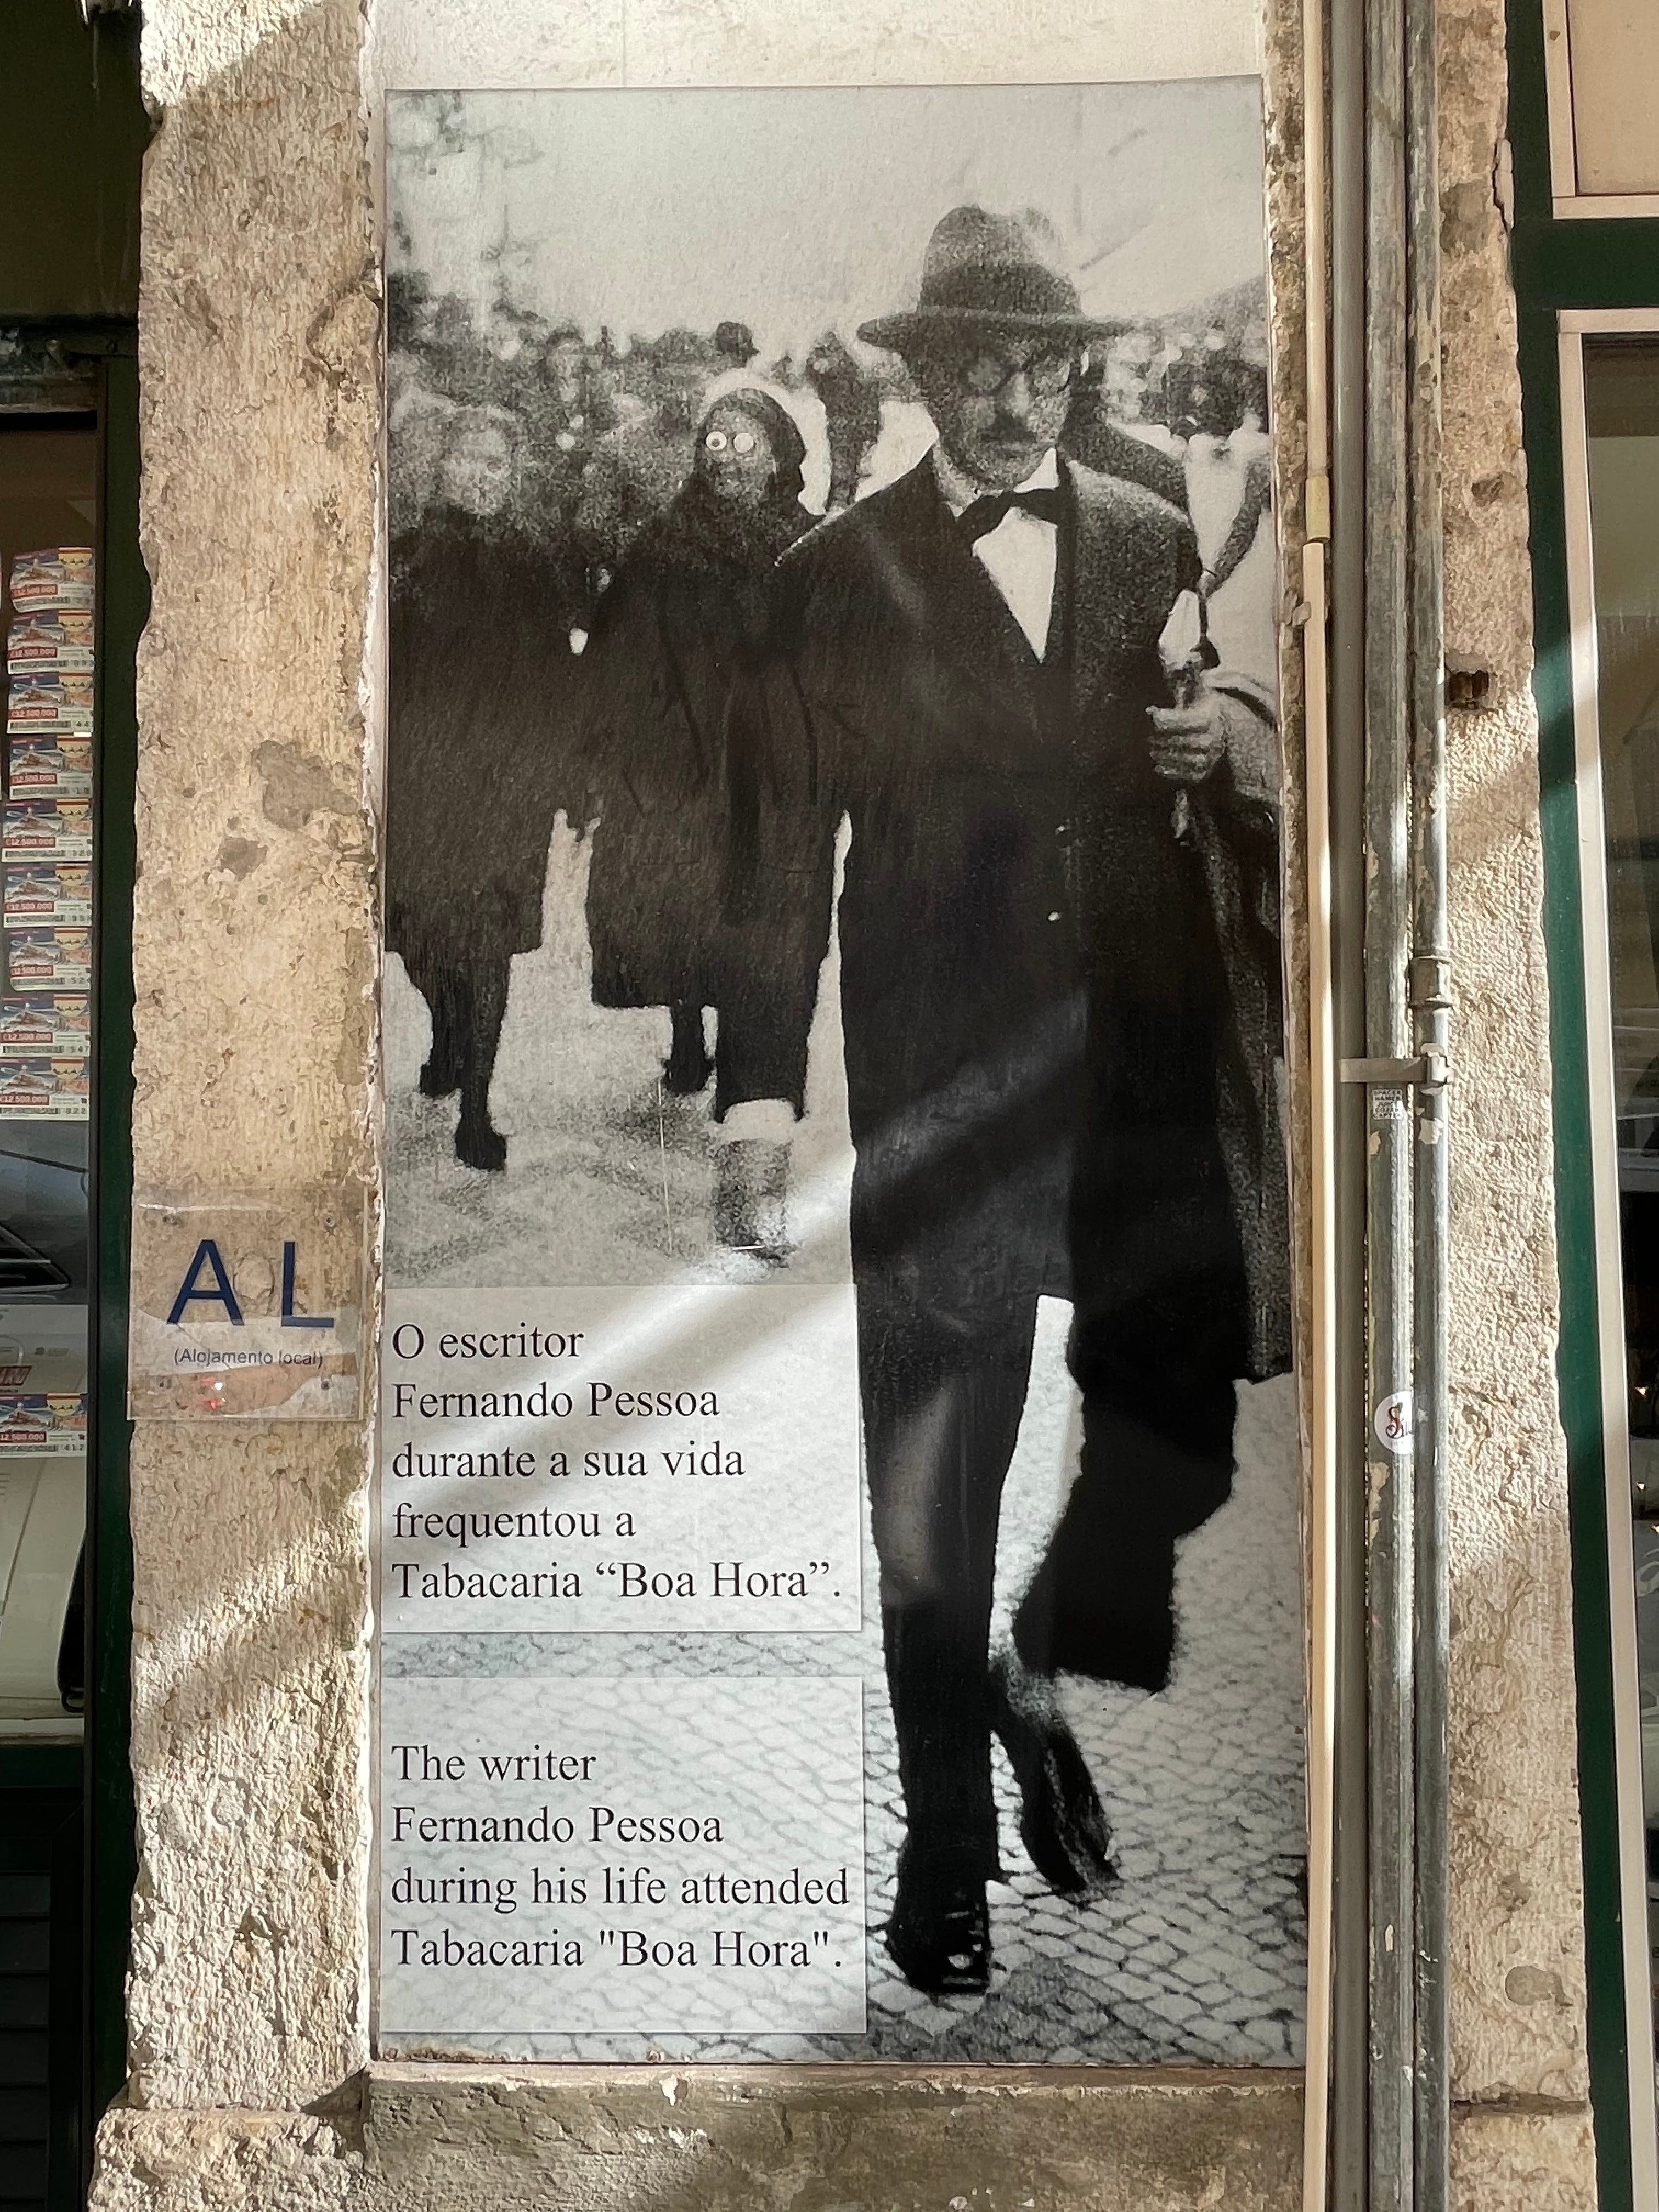 A L
(Alojamento local)
O escritor
Fernando Pessoa
durante a sua vida
frequentou a
Tabacaria “Boa Hora”.
The writer
Fernando Pessoa
during his life attended
Tabacaria "Boa Hora".